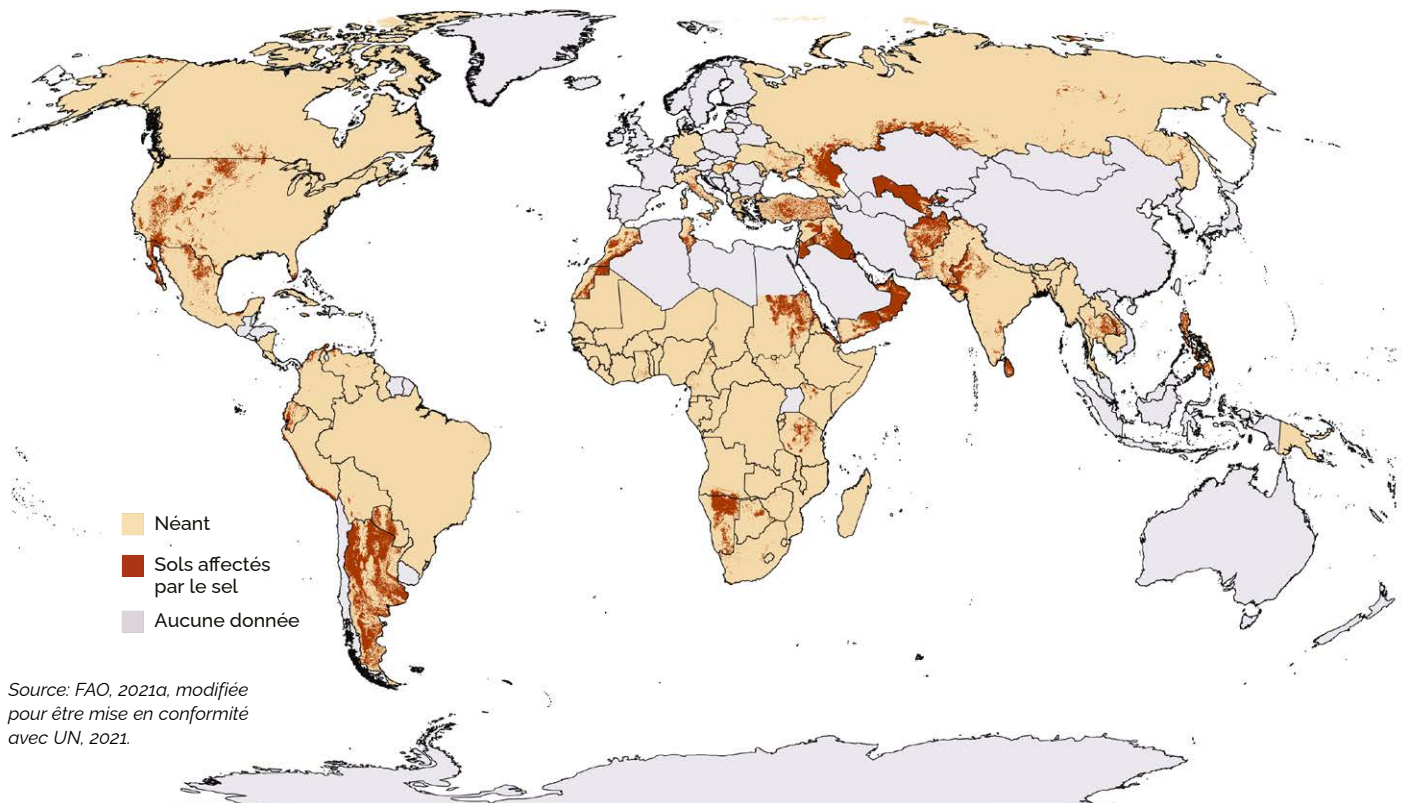 Néant
Sols affectés
par le sel
Aucune donnée
Source: FAO, 2021a, modifiée
pour être mise en conformité
avec UN, 2021.